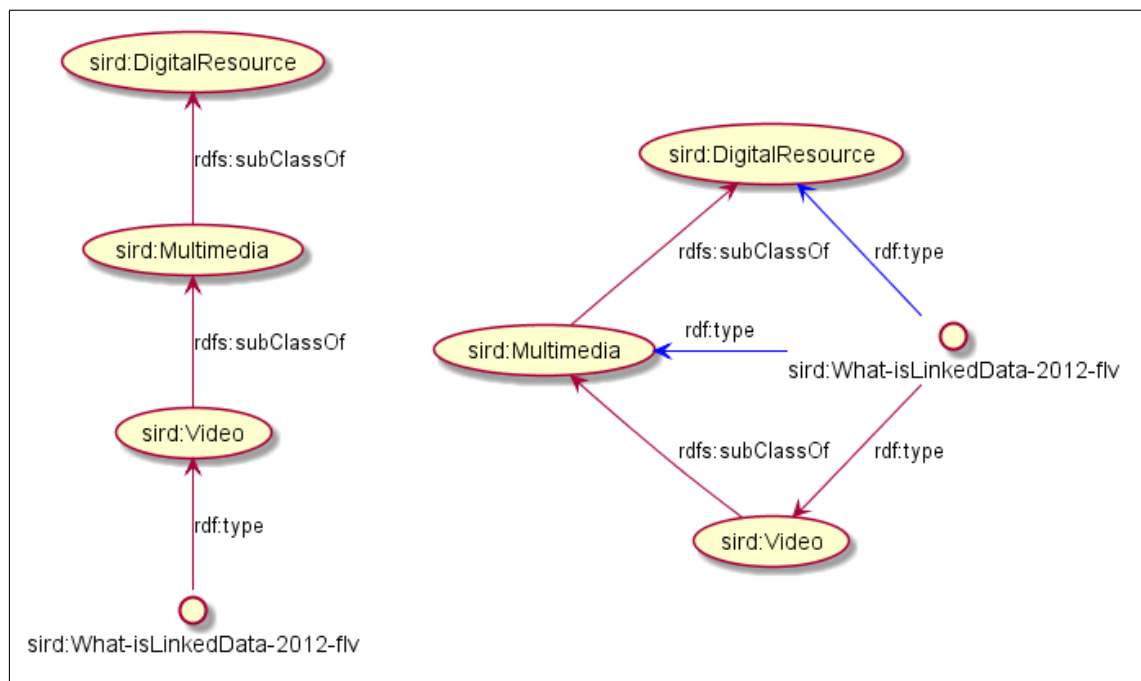 sird:DigitalResource
rdfs:subClassOf
sird:Multimedia
rdfs:subClassOf
sird:Video
rdf:type
sird:What-isLinkedData-2012-flv
sird:DigitalResource
rdfs:subClassOf
rdf:type
rdf:type
sird:Multimedia
sird:What-isLinkedData-2012-flv
rdfs:subClassOf
rdf:type
sird:Video